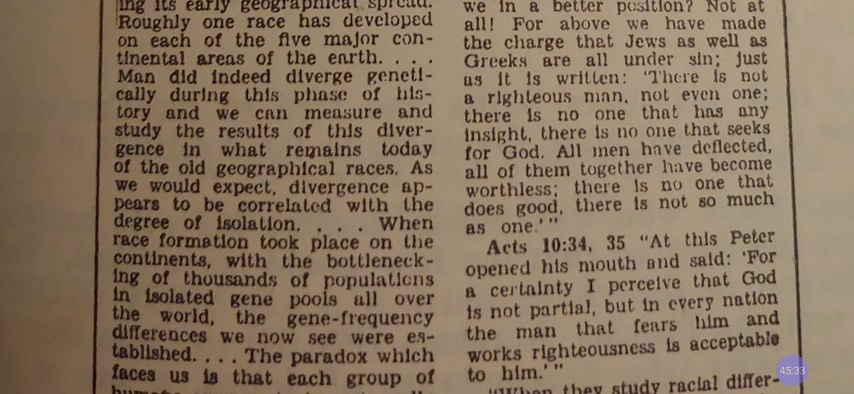 ing its early geographical spread.
Roughly one race has developed
on each of the five major con-
tinental areas of the earth. . . .
Man did indeed diverge geneti-
cally during this phase of his-
tory and we can measure and
study the results of this diver-
gence in what remains today
of the old geographical races. As
we would expect, divergence ap-
pears to be correlated with the
degree of isolation. . . . When
race formation took place on the
continents, with the bottleneck-
ing of thousands of populations
in isolated gene pools all over
the world, the gene-frequency
differences we now see were es-
tablished. . . . The paradox which
faces us is that each group of
we in a better position? Not at
all! For above we have made
the charge that Jews as well as
Greeks are all under sin; just
as it is written: ‘There is not
a righteous man, not even one;
there is no one that has any
insight, there is no one that seeks
for God. All men have deflected,
all of them together have become
worthless; there is no one that
does good, there is not so much
as one.’ ”
Acts 10:34, 35 “At this Peter
opened his mouth and said: ‘For
a certainty I perceive that God
is not partial, but in every nation
the man that fears him and
works righteousness is acceptable
to him.’ ”
“When they study racial differ-
45:33